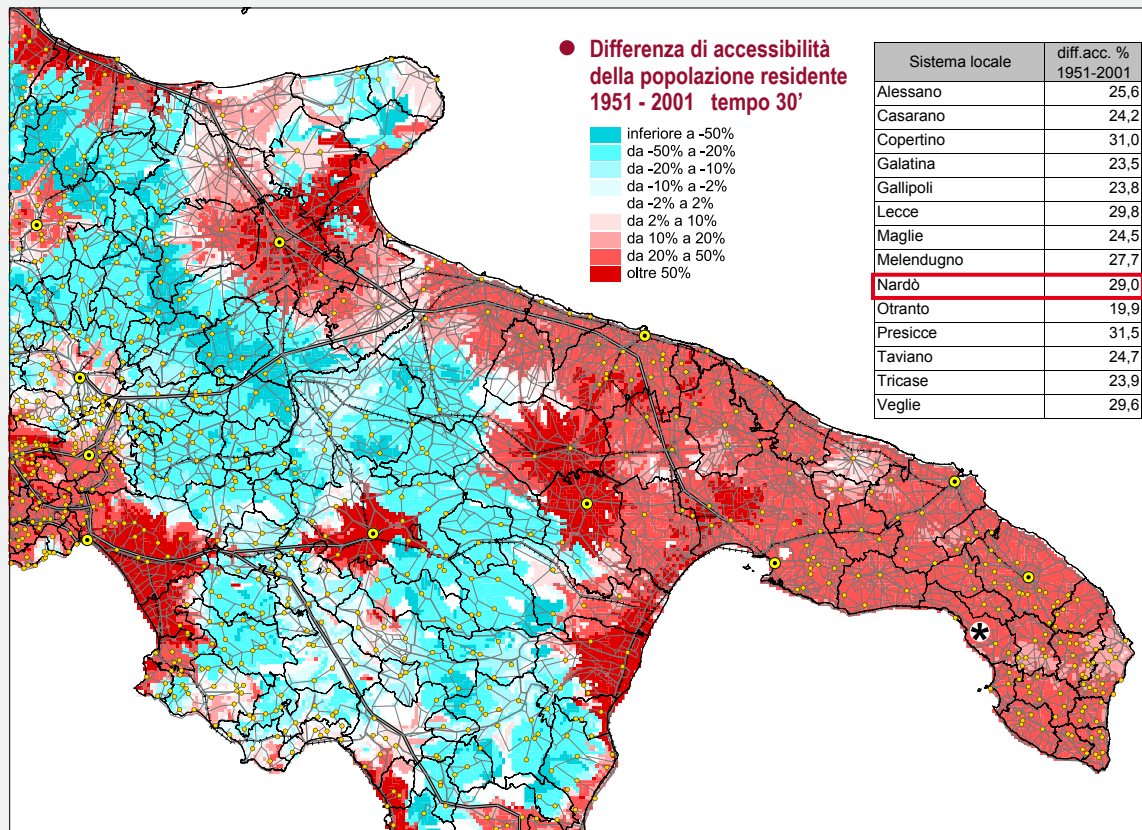 ● Differenza di accessibilità
della popolazione residente
1951 - 2001 tempo 30'
inferiore a -50%
da -50% a -20%
da -20% a -10%
da -10% a -2%
da -2% a 2%
da 2% a 10%
da 10% a 20%
da 20% a 50%
oltre 50%
Sistema locale diff.acc. %
1951-2001
Alessano 25,6
Casarano 24,2
Copertino 31,0
Galatina 23,5
Gallipoli 23,8
Lecce 29,8
Maglie 24,5
Melendugno 27,7
Nardò 29,0
Otranto 19,9
Presicce 31,5
Taviano 24,7
Tricase 23,9
Veglie 29,6
*